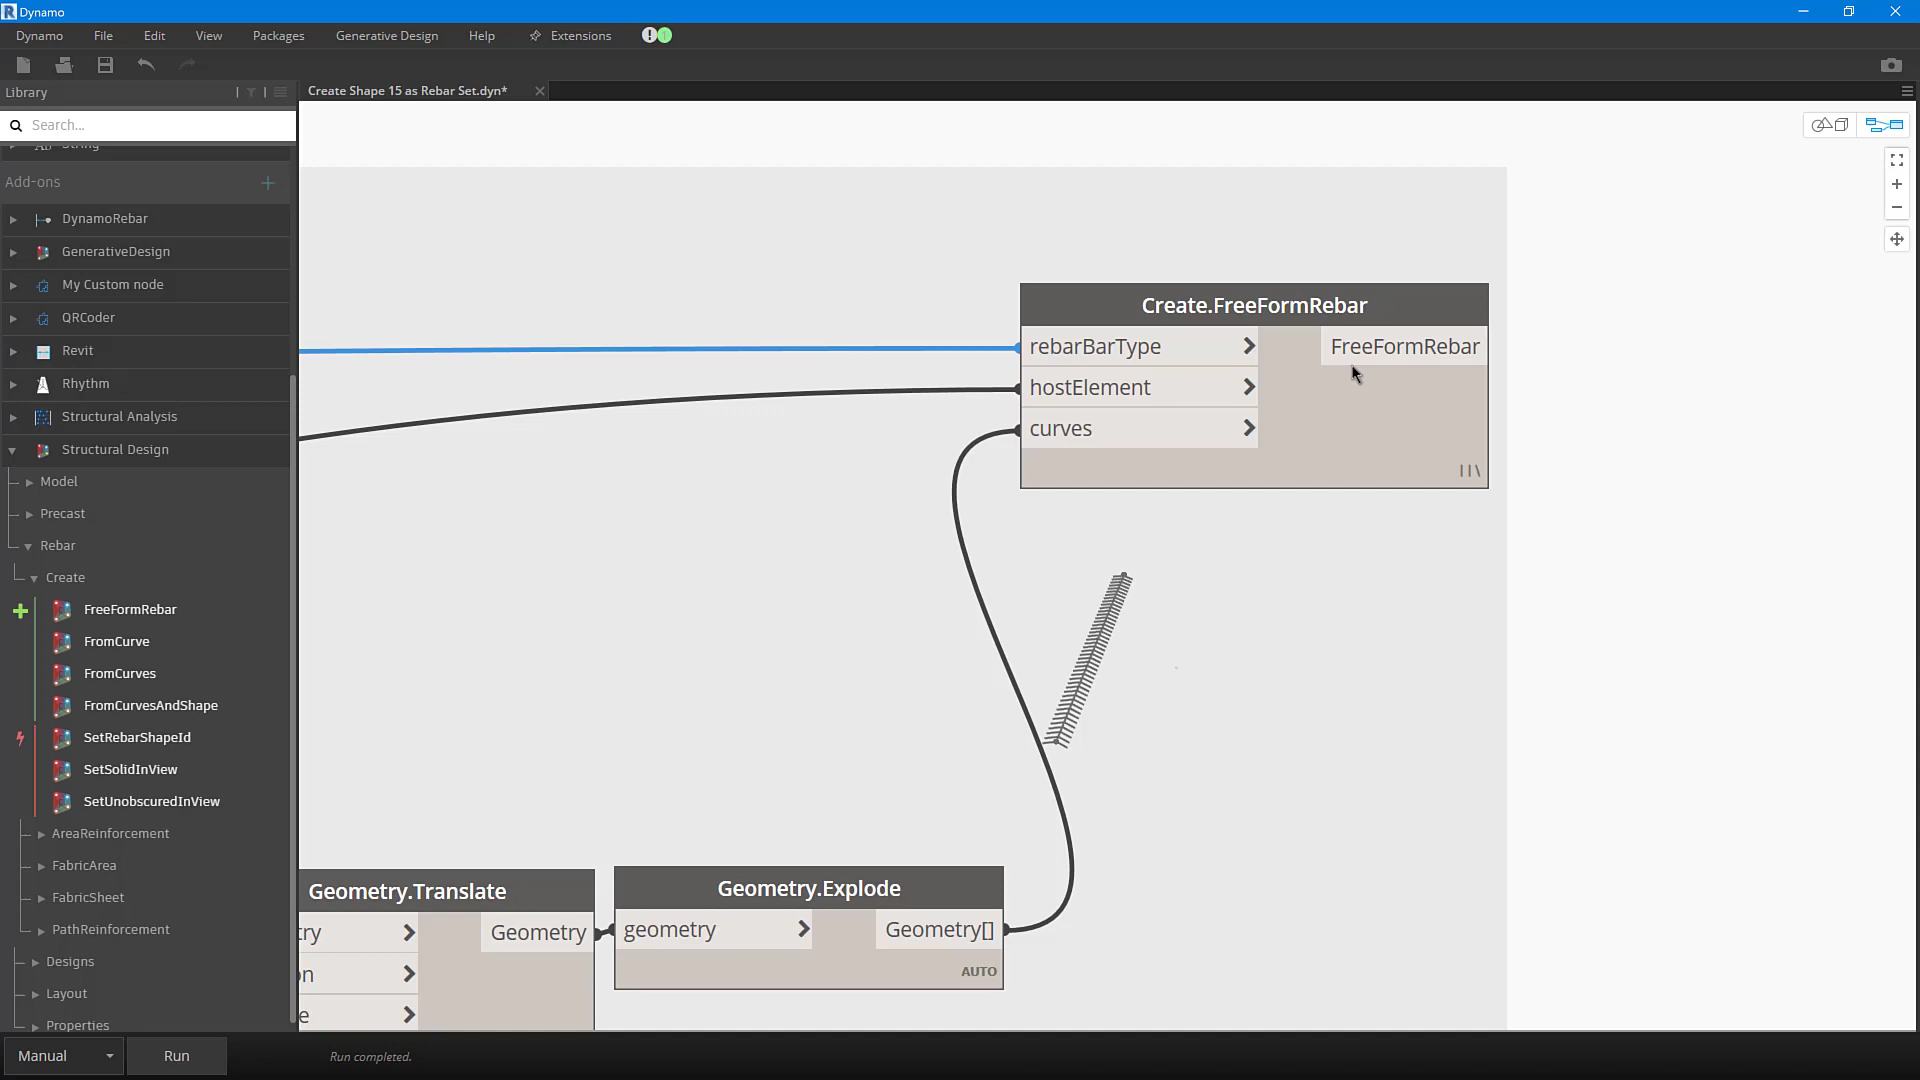 Dynamo
Dynamo File Edit View Packages Generative Design Help Extensions
Library
Create Shape 15 as Rebar Set.dyn*
Search...
String
Add-ons
DynamoRebar
GenerativeDesign
My Custom node
QRCoder
Revit
Rhythm
Structural Analysis
Structural Design
Model
Precast
Rebar
Create
FreeFormRebar
FromCurve
FromCurves
FromCurvesAndShape
SetRebarShapeId
SetSolidInView
SetUnobscuredInView
AreaReinforcement
FabricArea
FabricSheet
PathReinforcement
Designs
Layout
Properties
Create.FreeFormRebar
rebarBarType FreeFormRebar
hostElement
curves
Geometry.Translate
try Geometry
on
e
Geometry.Explode
geometry Geometry[]
AUTO
Manual Run Run completed.